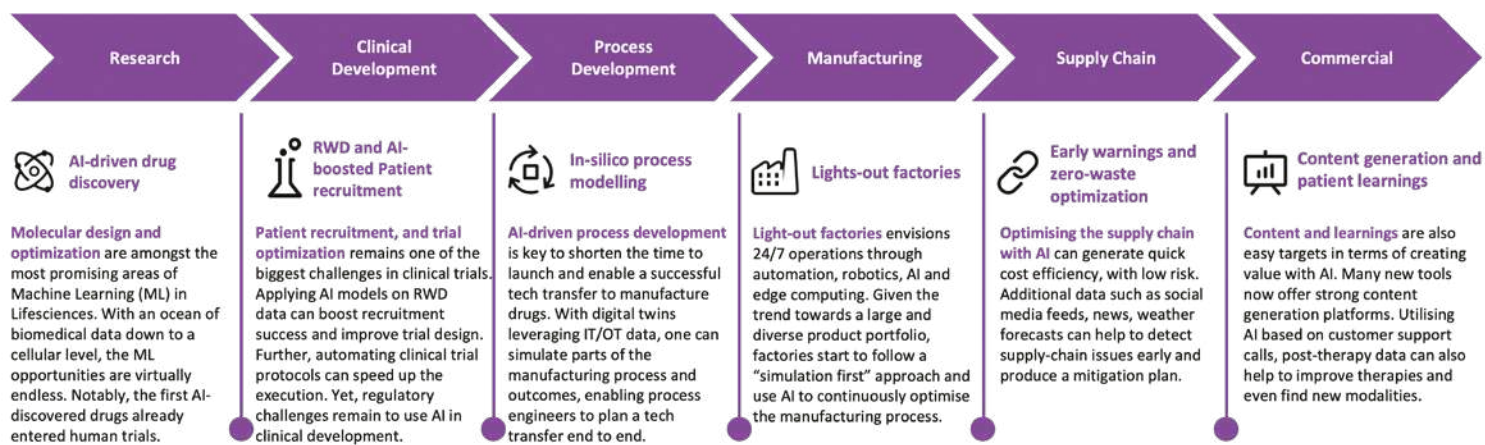 Research
Clinical
Development
Process
Development
Manufacturing
Supply Chain
Commercial
AI-driven drug
discovery
Molecular design and
optimization are amongst the
most promising areas of
Machine Learning (ML) in
Lifesciences. With an ocean of
biomedical data down to a
cellular level, the ML
opportunities are virtually
endless. Notably, the first AI-
discovered drugs already
entered human trials.
RWD and AI-
boosted Patient
recruitment
Patient recruitment, and trial
optimization remains one of the
biggest challenges in clinical trials.
Applying AI models on RWD
data can boost recruitment
success and improve trial design.
Further, automating clinical trial
protocols can speed up the
execution. Yet, regulatory
challenges remain to use AI in
clinical development.
In-silico process
modelling
AI-driven process development
is key to shorten the time to
launch and enable a successful
tech transfer to manufacture
drugs. With digital twins
leveraging IT/OT data, one can
simulate parts of the
manufacturing process and
outcomes, enabling process
engineers to plan a tech
transfer end to end.
Lights-out factories
Light-out factories envisions
24/7 operations through
automation, robotics, AI and
edge computing. Given the
trend towards a large and
diverse product portfolio,
factories start to follow a
“simulation first” approach and
use AI to continuously optimise
the manufacturing process.
Early warnings and
zero-waste
optimization
Optimising the supply chain
with AI can generate quick
cost efficiency, with low risk.
Additional data such as social
media feeds, news, weather
forecasts can help to detect
supply-chain issues early and
produce a mitigation plan.
Content generation and
patient learnings
Content and learnings are also
easy targets in terms of creating
value with AI. Many new tools
now offer strong content
generation platforms. Utilising
AI based on customer support
calls, post-therapy data can also
help to improve therapies and
even find new modalities.